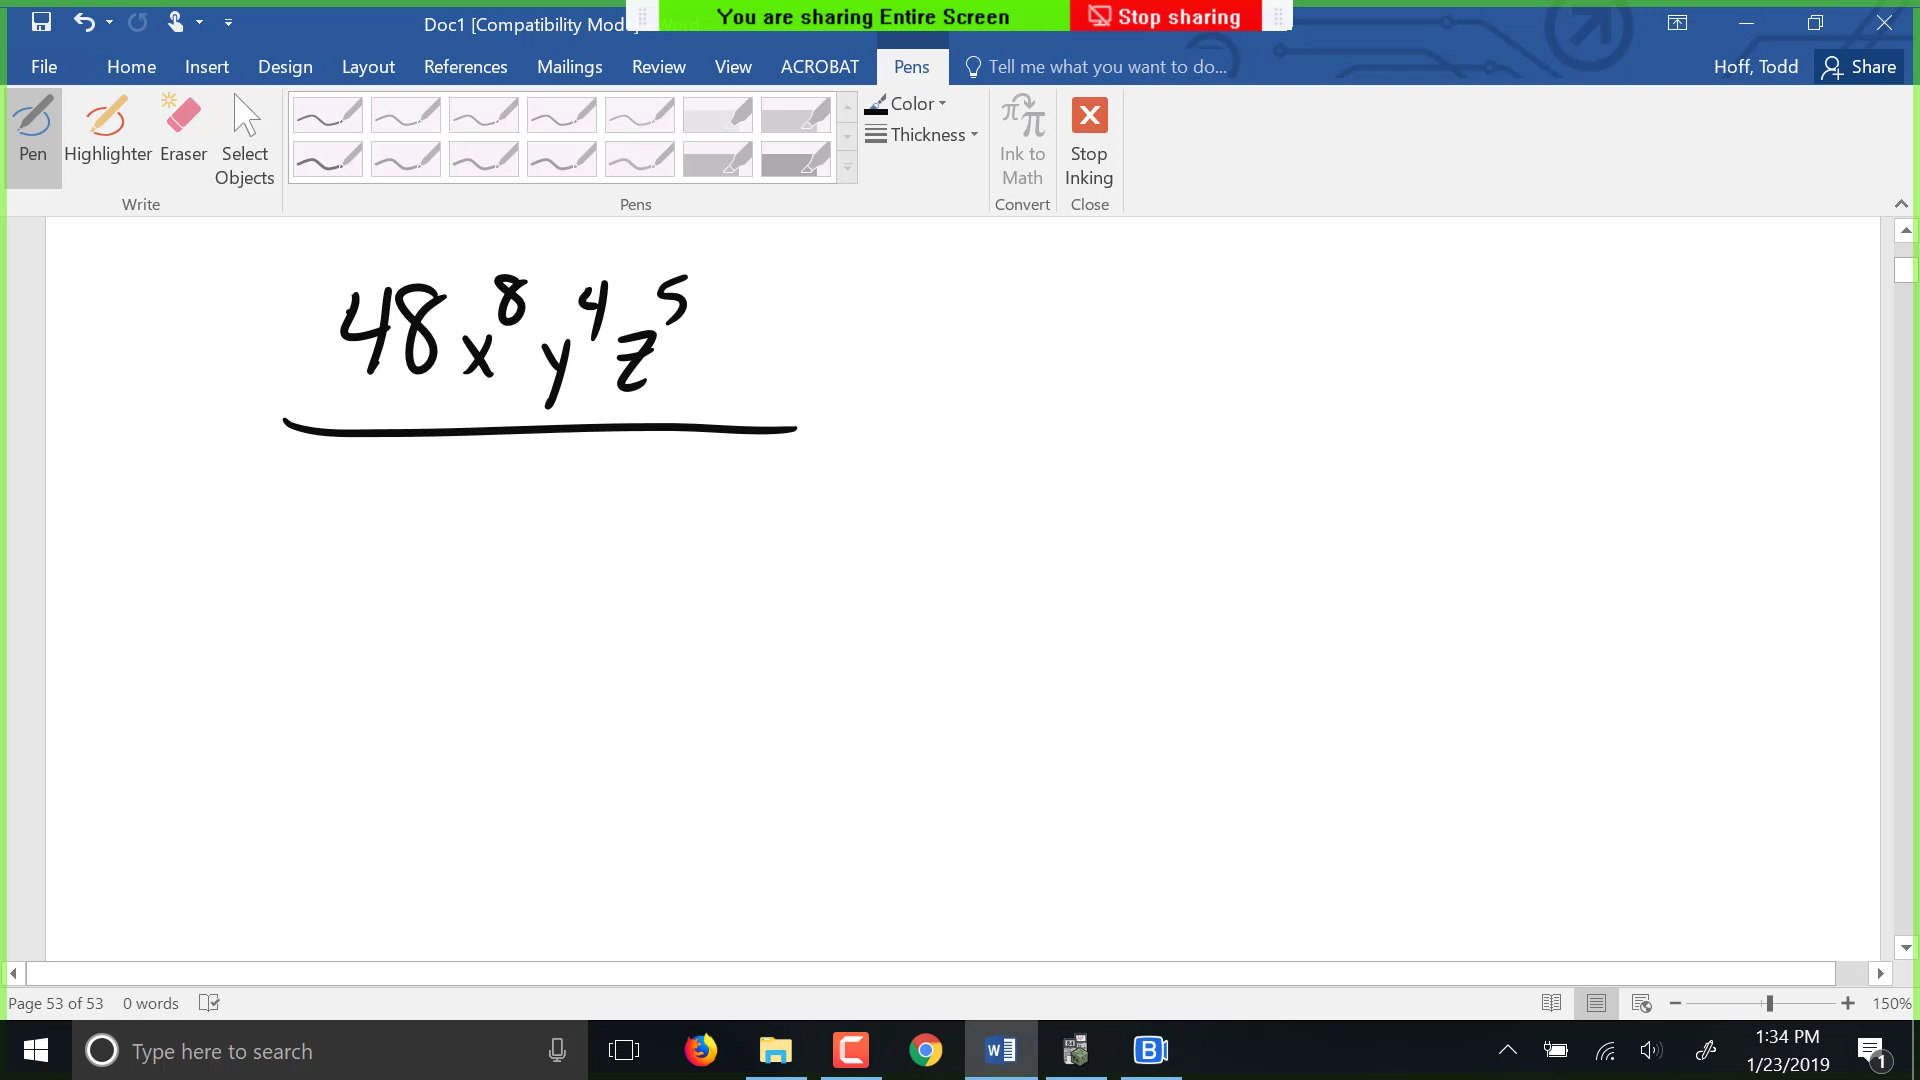 Doc1 [Compatibility Mod
You are sharing Entire Screen
Stop sharing
File Home Insert Design Layout References Mailings Review View ACROBAT Pens Tell me what you want to do... Hoff, Todd Share
Pen Highlighter Eraser Select Objects
Color
Thickness
Ink to Math
Stop Inking
Write Pens Convert Close
48x⁸y⁴z⁵
Page 53 of 53 0 words 150%
Type here to search
1:34 PM
1/23/2019
1